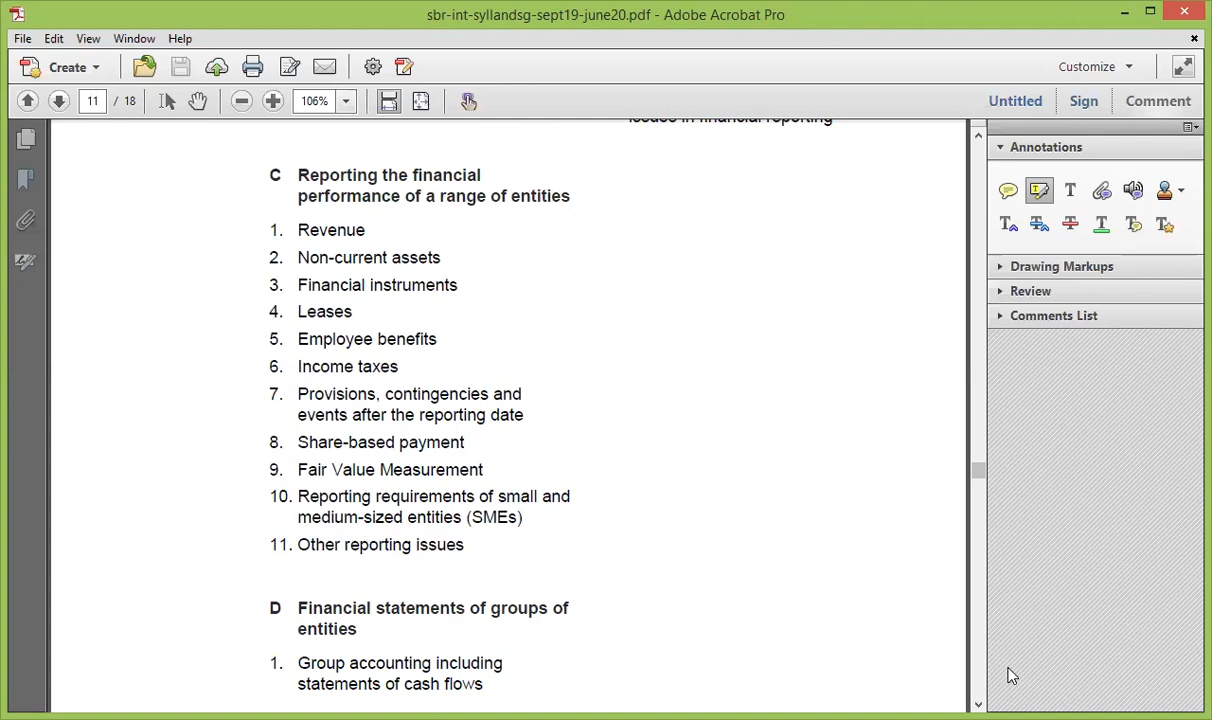 sbr-int-syllandsg-sept19-june20.pdf - Adobe Acrobat Pro
File Edit View Window Help
Create
Customize
11 / 18
106%
Untitled Sign Comment
issues in financial reporting
Annotations
C Reporting the financial
performance of a range of entities
1. Revenue
2. Non-current assets
3. Financial instruments
4. Leases
5. Employee benefits
6. Income taxes
7. Provisions, contingencies and
events after the reporting date
8. Share-based payment
9. Fair Value Measurement
10. Reporting requirements of small and
medium-sized entities (SMEs)
11. Other reporting issues
D Financial statements of groups of
entities
1. Group accounting including
statements of cash flows
Drawing Markups
Review
Comments List